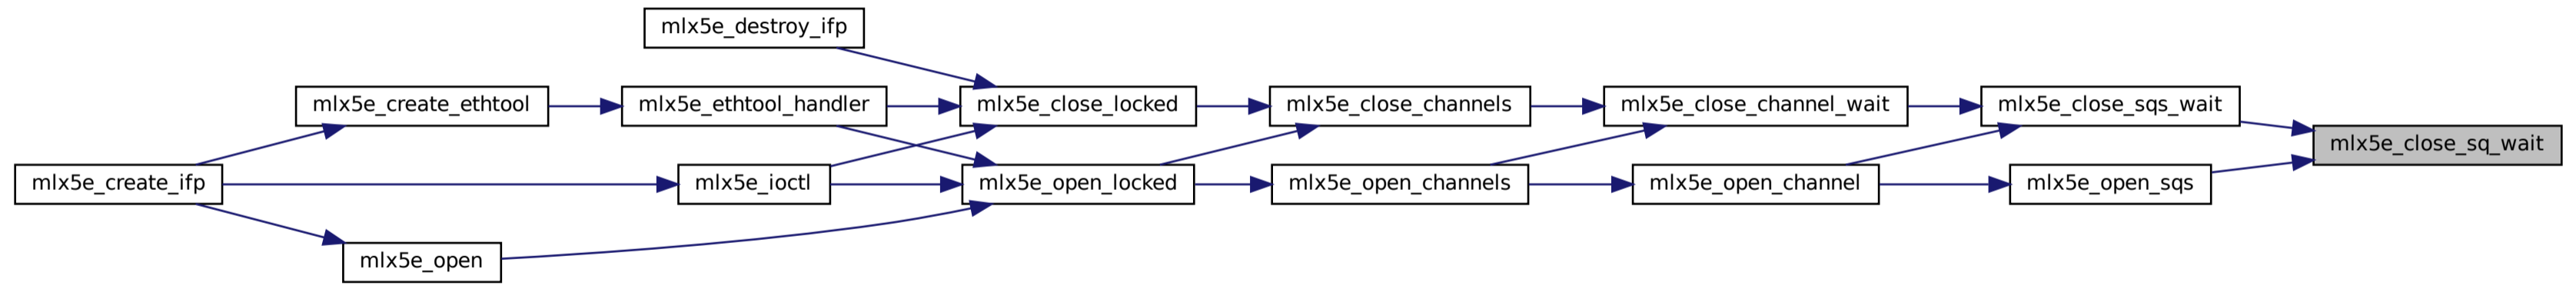 mlx5e_destroy_ifp
mlx5e_create_ethtool
mlx5e_ethtool_handler
mlx5e_close_locked
mlx5e_close_channels
mlx5e_close_channel_wait
mlx5e_close_sqs_wait
mlx5e_close_sq_wait
mlx5e_create_ifp
mlx5e_ioctl
mlx5e_open_locked
mlx5e_open_channels
mlx5e_open_channel
mlx5e_open_sqs
mlx5e_open